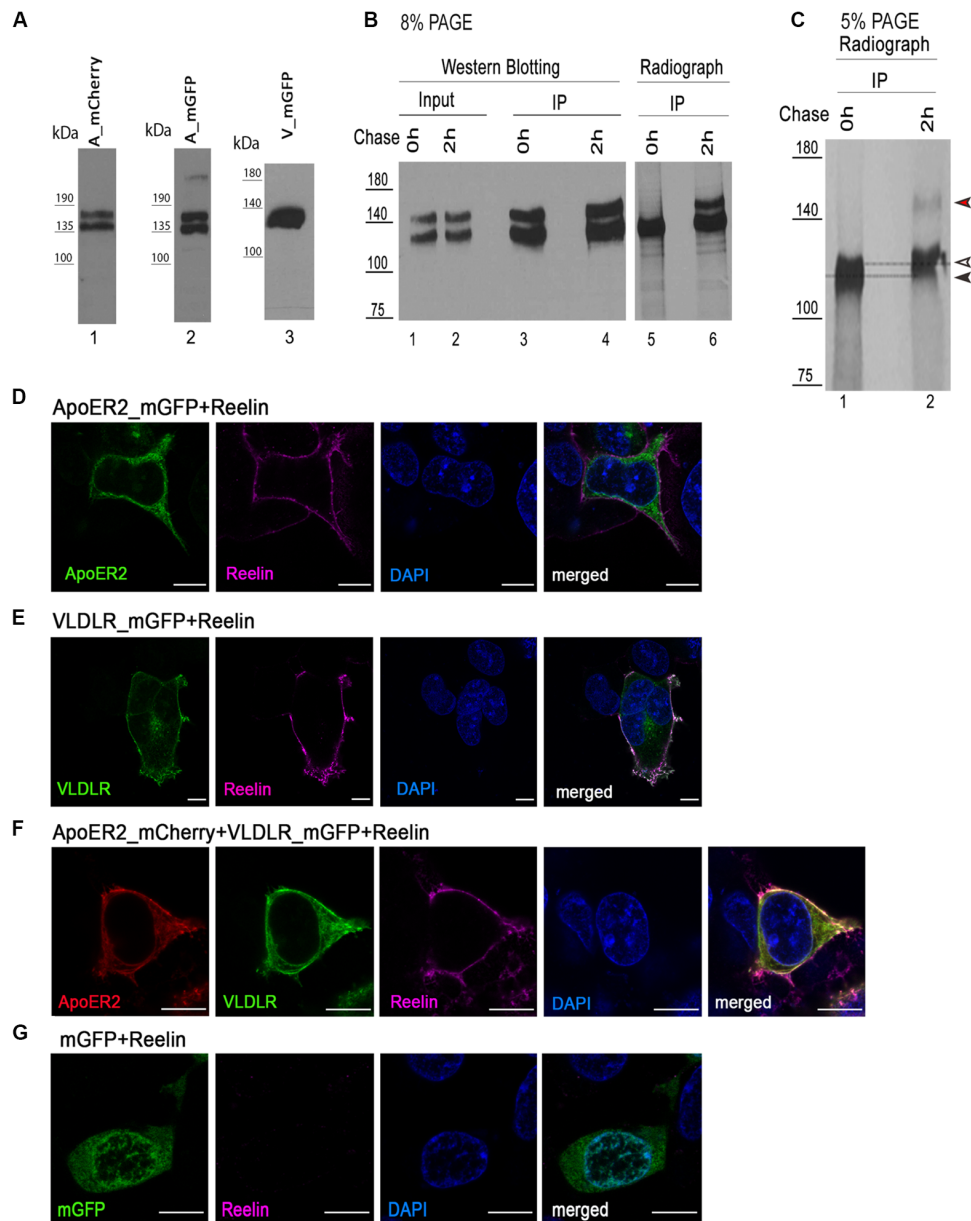 A
kDa
A_mCherry
190
135
100
1
kDa
A_mGFP
190
135
100
2
kDa
V_mGFP
140
100
3
B
8% PAGE
Western Blotting
Radiograph
Input
IP
IP
Chase
0h
2h
0h
2h
0h
2h
180
140
100
75
1
2
3
4
5
6
C
5% PAGE
Radiograph
IP
Chase
0h
2h
180
140
100
75
1
2
D
ApoER2_mGFP+Reelin
ApoER2
Reelin
DAPI
merged
E
VLDLR_mGFP+Reelin
VLDLR
Reelin
DAPI
merged
F
ApoER2_mCherry+VLDLR_mGFP+Reelin
ApoER2
VLDLR
Reelin
DAPI
merged
G
mGFP+Reelin
mGFP
Reelin
DAPI
merged